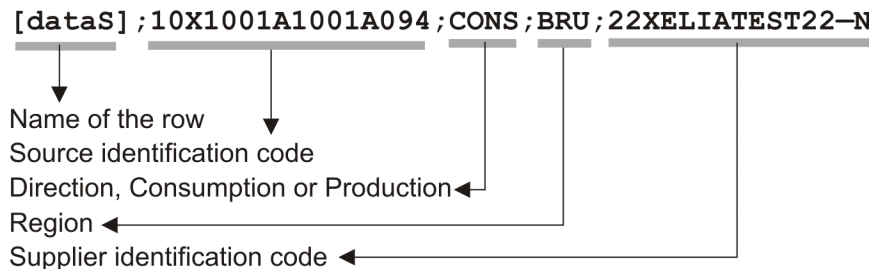 [dataS];10X1001A1001A094;CONS;BRU;22XELIATEST22—N
Name of the row
Source identification code
Direction, Consumption or Production
Region
Supplier identification code